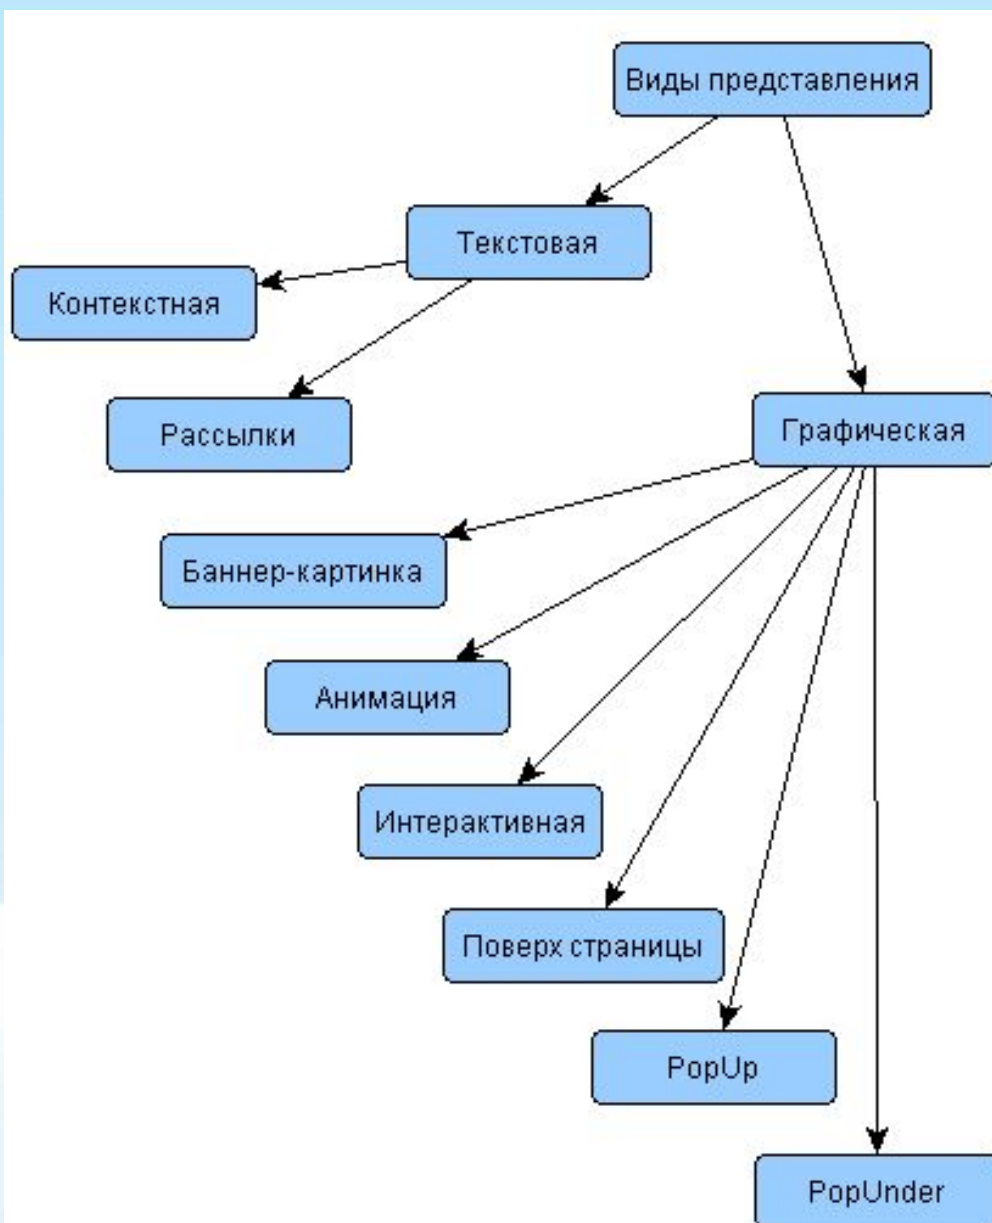 Виды представления
Текстовая
Контекстная
Рассылки
Графическая
Баннер-картинка
Анимация
Интерактивная
Поверх страницы
PopUp
PopUnder